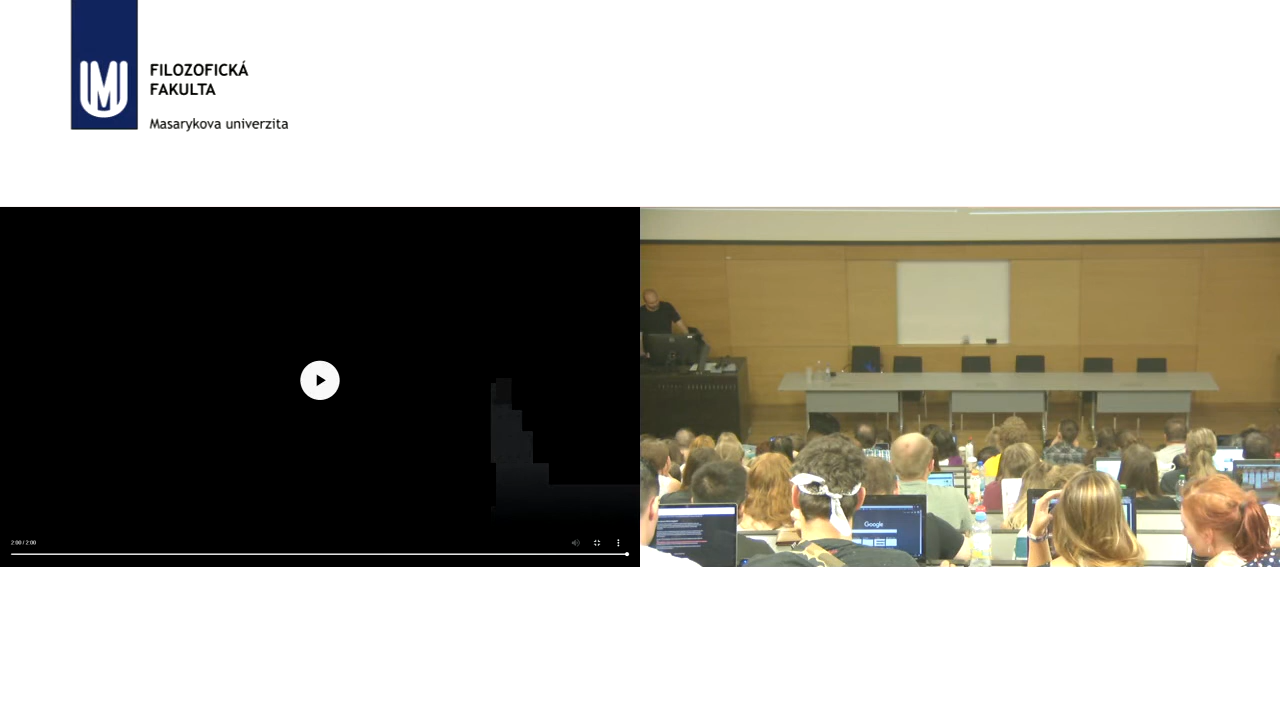 FILOZOFICKÁ
FAKULTA
Masarykova univerzita
2:00 / 2:00
Google